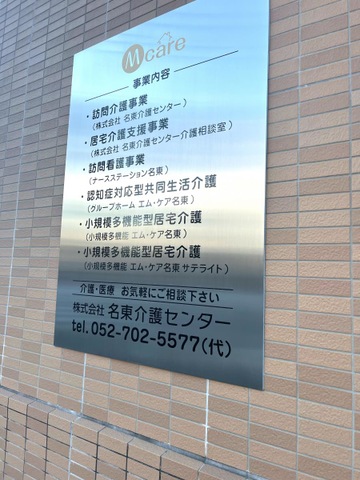 Mcare
事業内容
・訪問介護事業
(株式会社 名東介護センター)
・居宅介護支援事業
(株式会社 名東介護センター介護相談室)
・訪問看護事業
(ナースステーション名東)
・認知症対応型共同生活介護
(グループホーム エム・ケア名東)
・小規模多機能型居宅介護
(小規模多機能 エム・ケア名東)
・小規模多機能型居宅介護
(小規模多機能 エム・ケア名東 サテライト)
介護・医療 お気軽にご相談下さい
株式会社 名東介護センター
tel.052-702-5577(代)